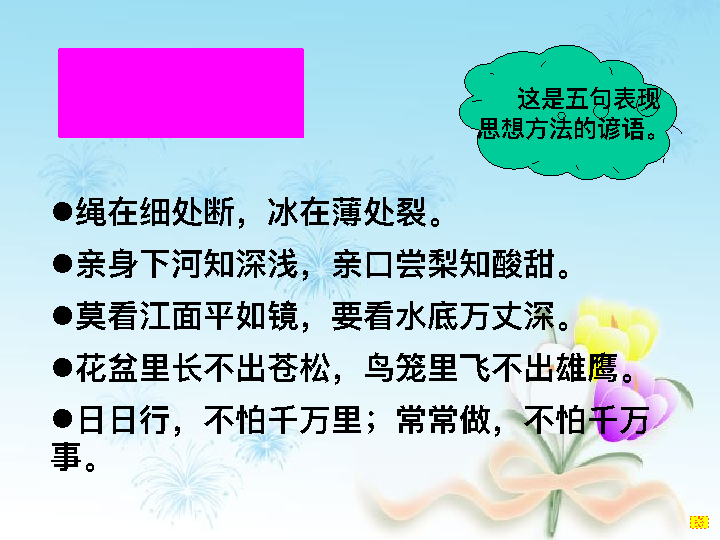 这是五句表现
思想方法的谚语。
●绳在细处断，冰在薄处裂。
●亲身下河知深浅，亲口尝梨知酸甜。
●莫看江面平如镜，要看水底万丈深。
●花盆里长不出苍松，鸟笼里飞不出雄鹰。
●日日行，不怕千万里；常常做，不怕千万
事。